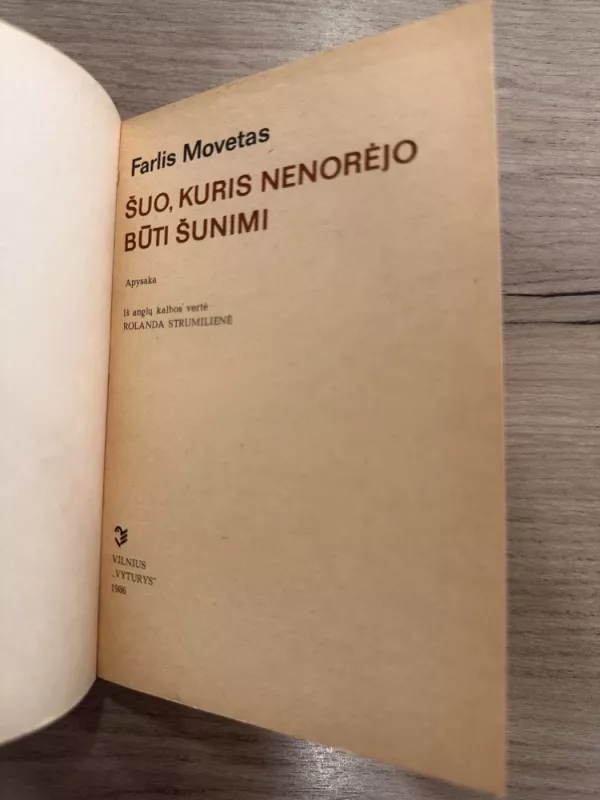 Farlis Movetas
ŠUO, KURIS NENORĖJO
BŪTI ŠUNIMI
Apysaka
Iš anglų kalbos vertė
ROLANDA STRUMILIENĖ
VILNIUS
„VYTURYS“
1986